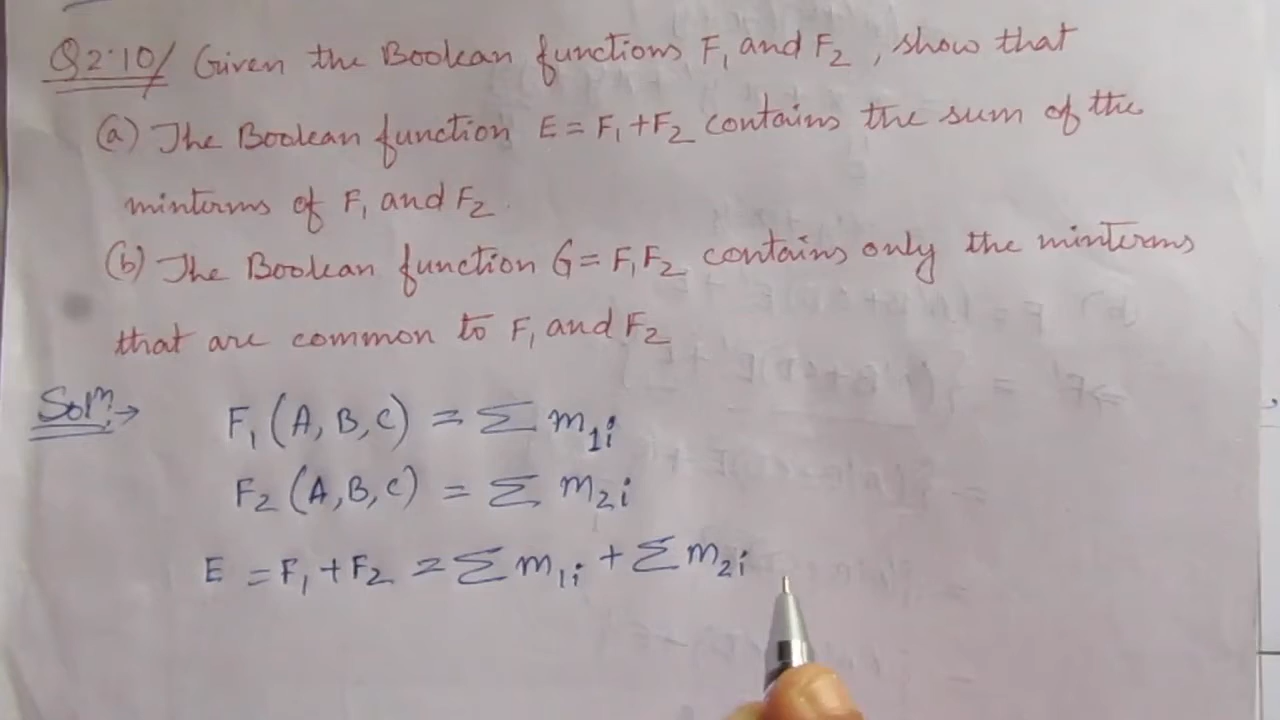 Q2.10/ Given the Boolean functions F₁ and F₂, show that
(a) The Boolean function E = F₁ + F₂ contains the sum of the
minterms of F₁ and F₂.
(b) The Boolean function G = F₁F₂ contains only the minterms
that are common to F₁ and F₂
Solⁿ:→ F₁(A, B, C) = Σ m₁ᵢ
F₂(A, B, C) = Σ m₂ᵢ
E = F₁ + F₂ = Σ m₁ᵢ + Σ m₂ᵢ